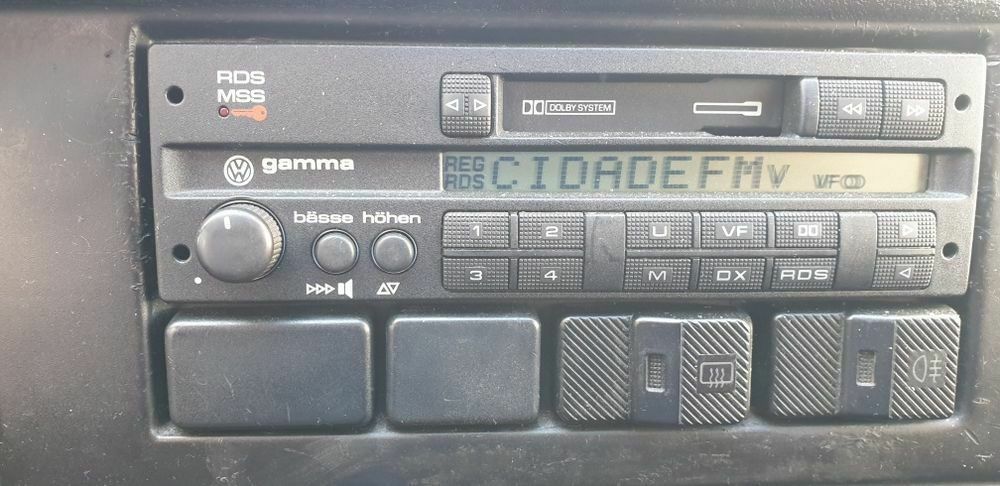 RDS
MSS
DOLBY SYSTEM
gamma
REG
RDS
CIDADEFM
VF
bässe höhen
1 2 U VF
3 4 M DX RDS